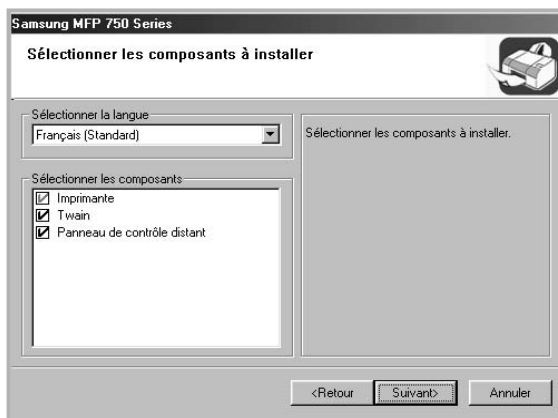 Samsung MFP 750 Series
Sélectionner les composants à installer
Sélectionner la langue
Français (Standard)
Sélectionner les composants à installer.
Sélectionner les composants
Imprimante
Twain
Panneau de contrôle distant
<Retour
Suivant>
Annuler